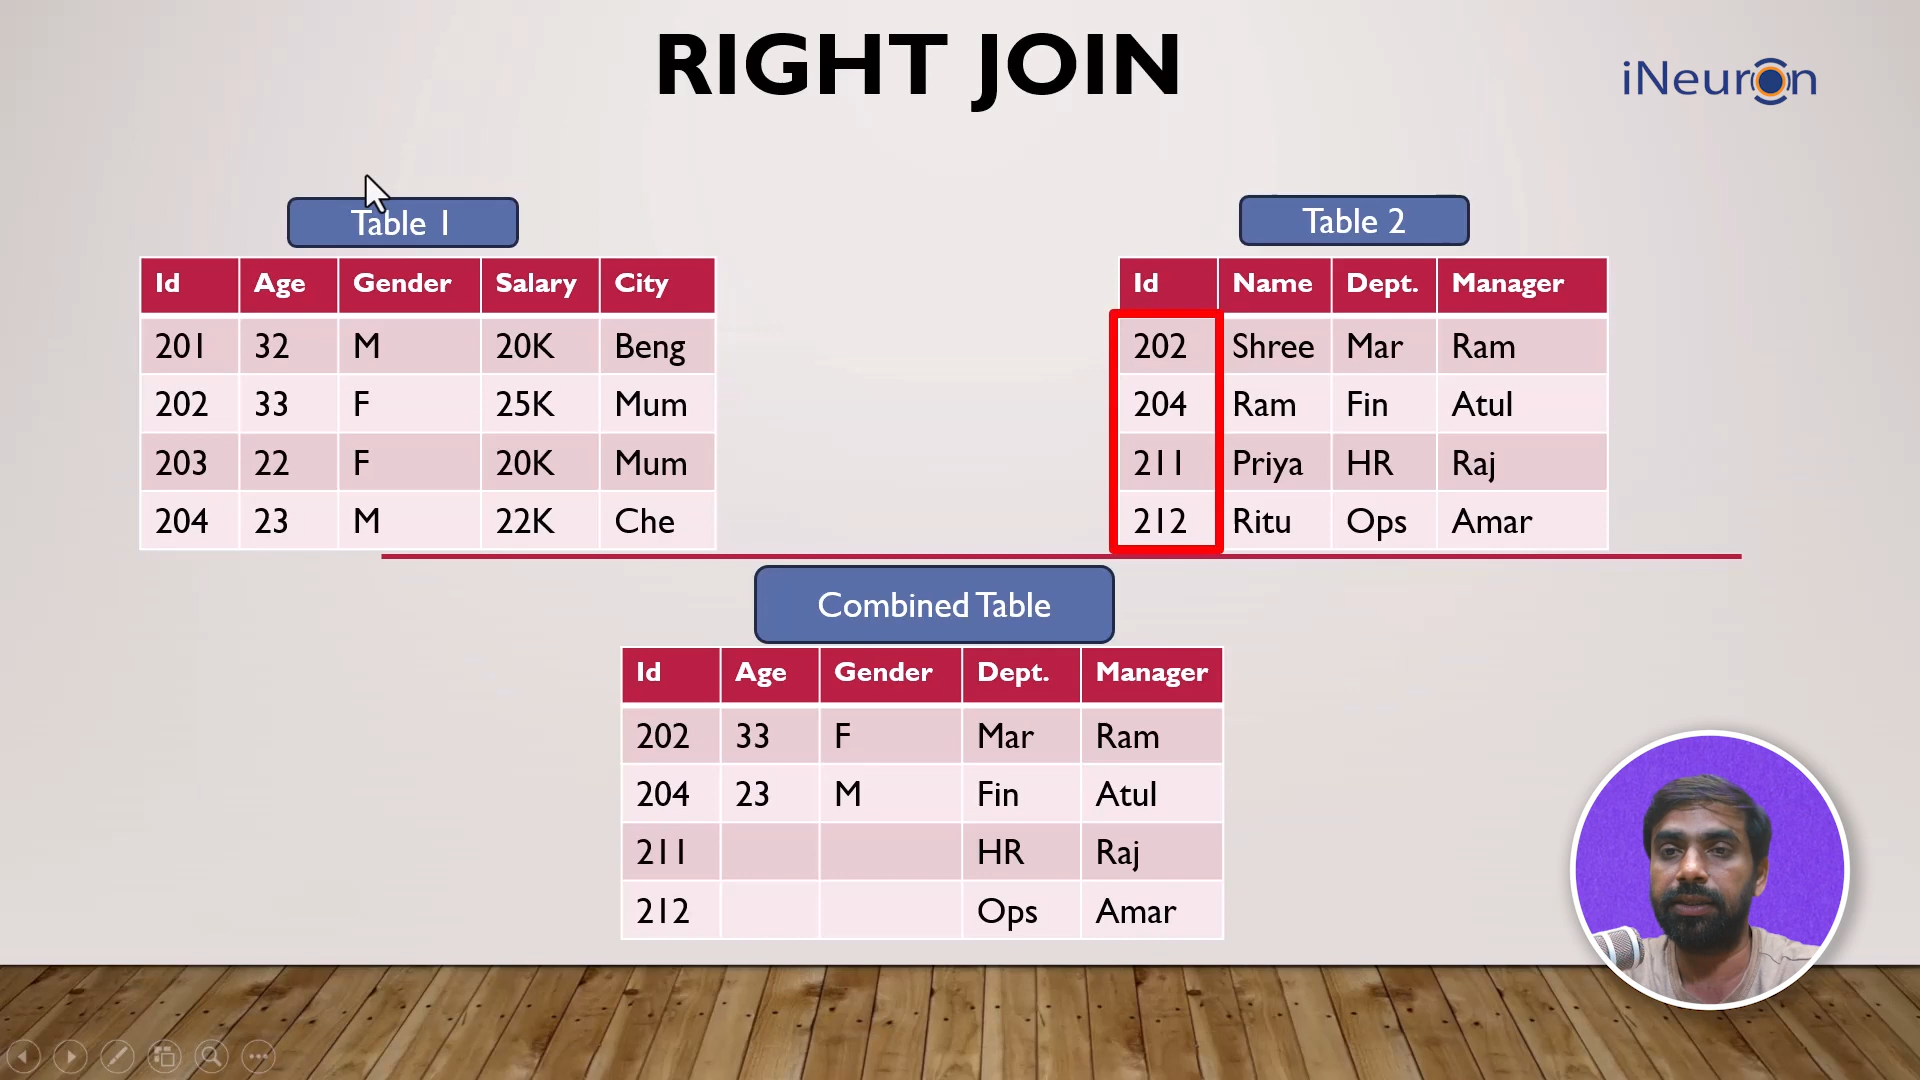 RIGHT JOIN
iNeuron
Table 1
Id Age Gender Salary City
201 32 M 20K Beng
202 33 F 25K Mum
203 22 F 20K Mum
204 23 M 22K Che
Table 2
Id Name Dept. Manager
202 Shree Mar Ram
204 Ram Fin Atul
211 Priya HR Raj
212 Ritu Ops Amar
Combined Table
Id Age Gender Dept. Manager
202 33 F Mar Ram
204 23 M Fin Atul
211 HR Raj
212 Ops Amar